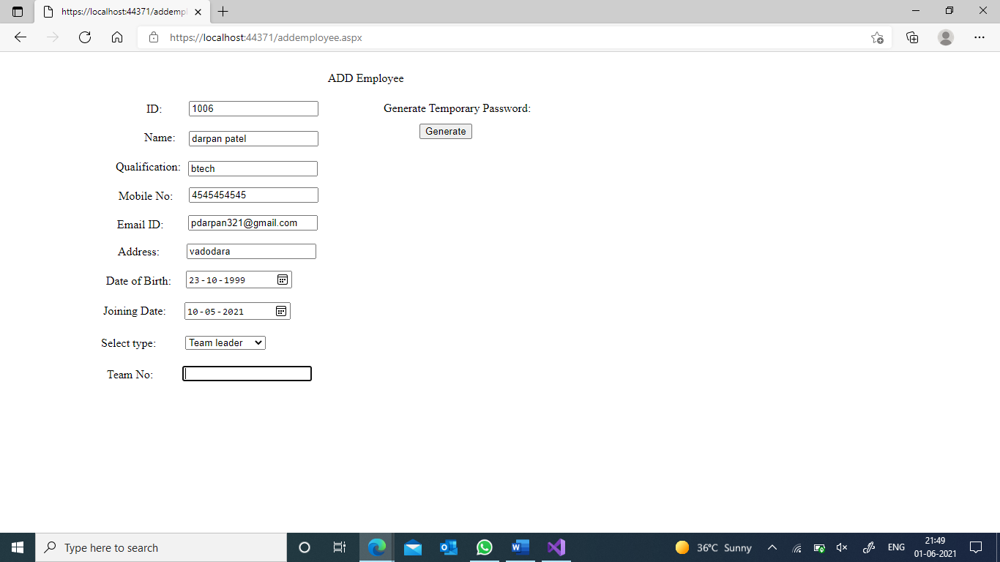 https://localhost:44371/addempl
https://localhost:44371/addemployee.aspx
ADD Employee
ID: 1006
Generate Temporary Password:
Generate
Name: darpan patel
Qualification: btech
Mobile No: 4545454545
Email ID: pdarpan321@gmail.com
Address: vadodara
Date of Birth: 23-10-1999
Joining Date: 10-05-2021
Select type: Team leader
Team No:
Type here to search
36°C Sunny
ENG
21:49
01-06-2021